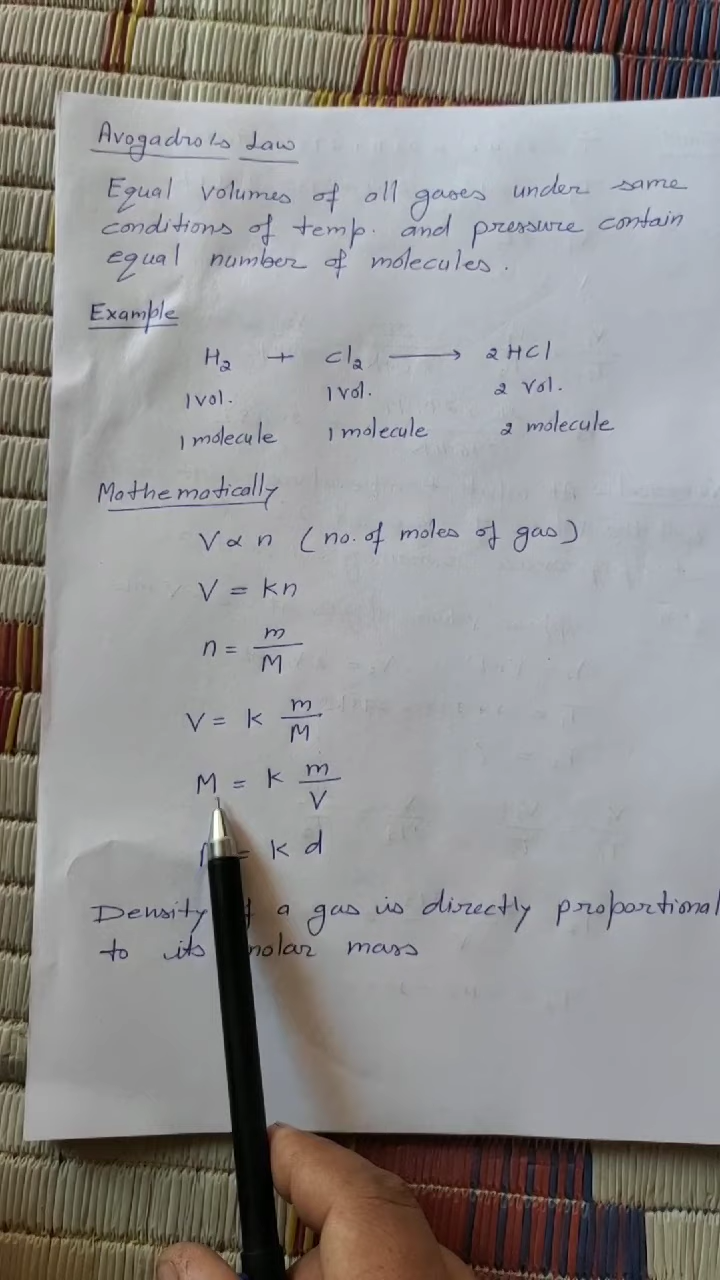 Avogadro's Law
Equal volumes of all gases under same
conditions of temp. and pressure contain
equal number of molecules.
Example
H₂ + Cl₂ ⟶ 2 HCl
1 vol. 1 vol. 2 vol.
1 molecule 1 molecule 2 molecule
Mathematically
V ∝ n (no. of moles of gas)
V = kn
n = m/M
V = k m/M
M = k m/V
= k d
Density a gas is directly proportional
to its molar mass